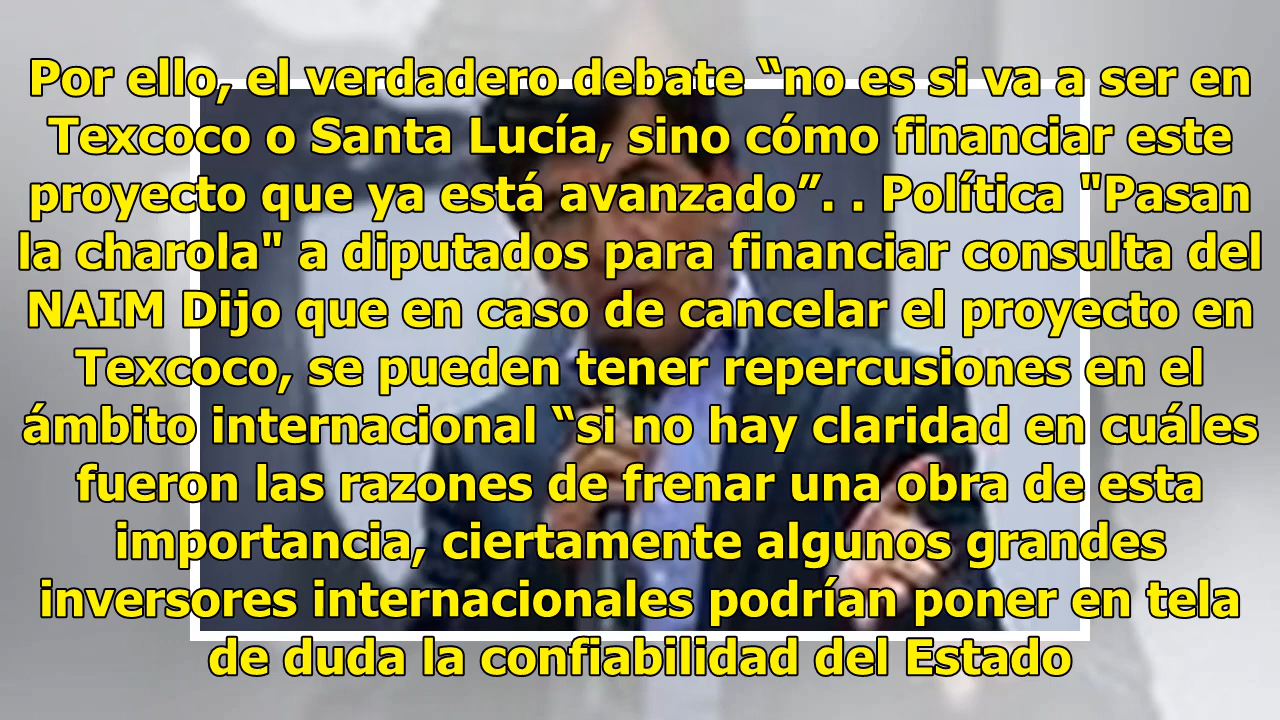 Por ello, el verdadero debate “no es si va a ser en
Texcoco o Santa Lucía, sino cómo financiar este
proyecto que ya está avanzado”. . Política "Pasan
la charola" a diputados para financiar consulta del
NAIM Dijo que en caso de cancelar el proyecto en
Texcoco, se pueden tener repercusiones en el
ámbito internacional “si no hay claridad en cuáles
fueron las razones de frenar una obra de esta
importancia, ciertamente algunos grandes
inversores internacionales podrían poner en tela
de duda la confiabilidad del Estado